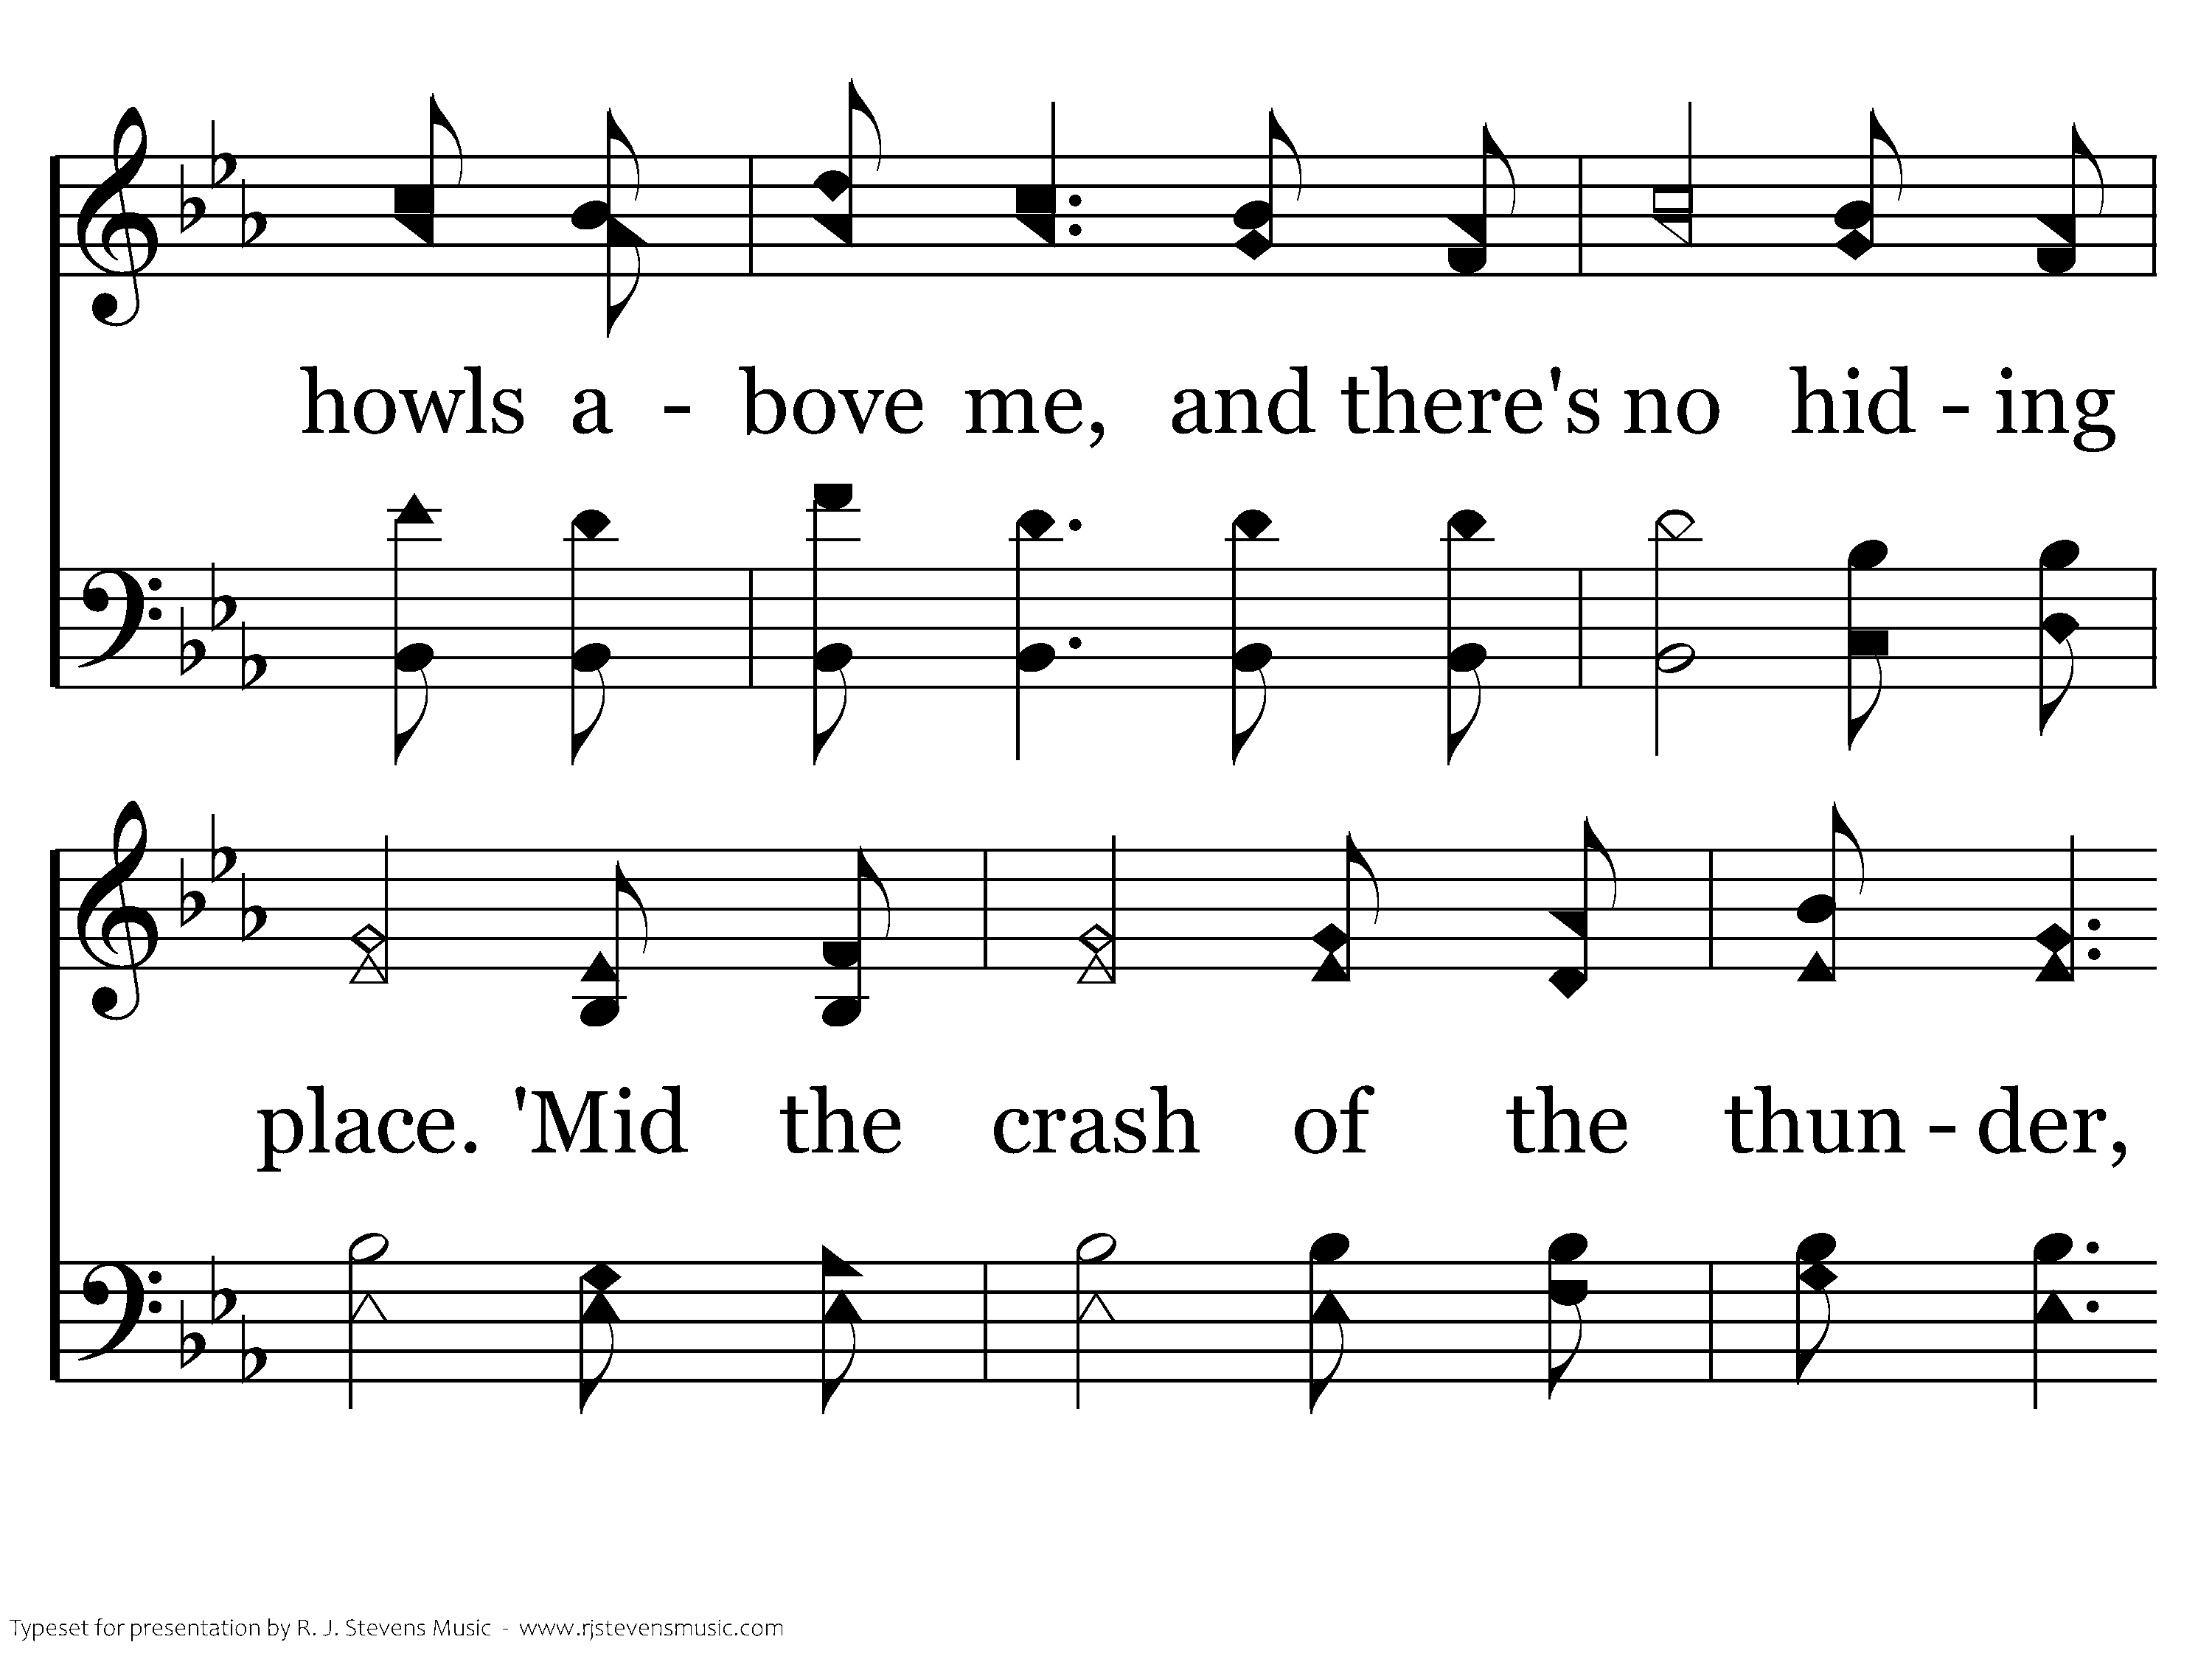 howls a - bove me, and there's no hid - ing
place. 'Mid the crash of the thun - der,
Typeset for presentation by R. J. Stevens Music - www.rjstevensmusic.com